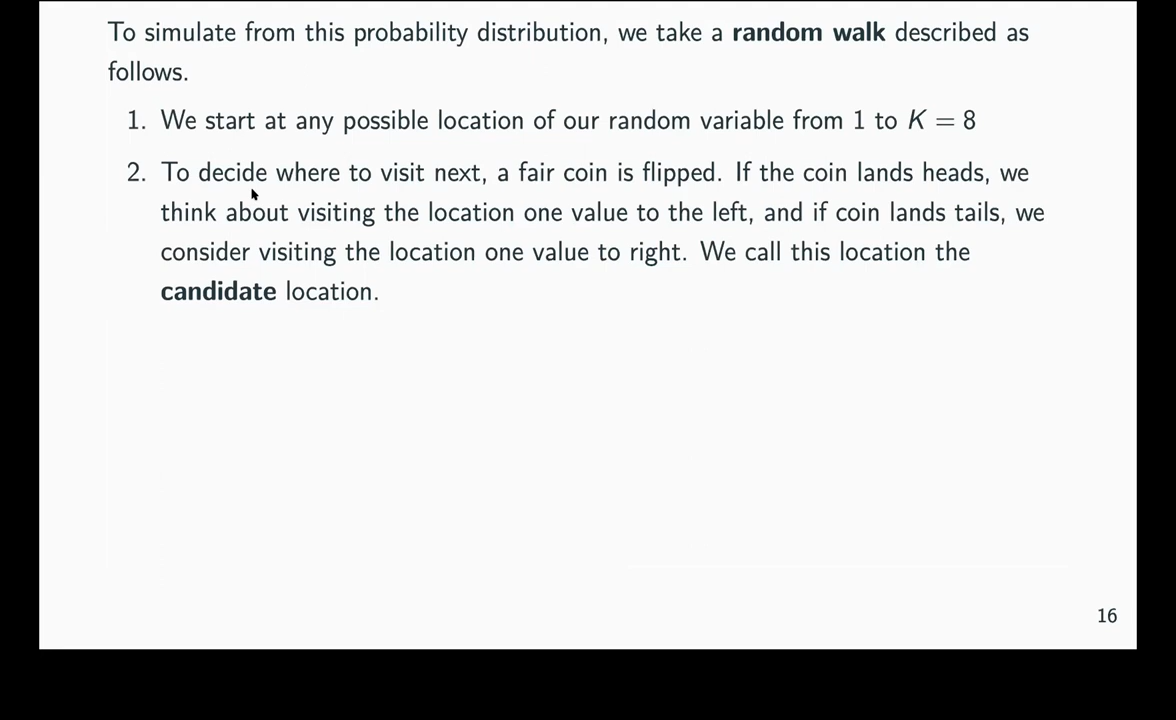 To simulate from this probability distribution, we take a random walk described as
follows.
1. We start at any possible location of our random variable from 1 to K = 8
2. To decide where to visit next, a fair coin is flipped. If the coin lands heads, we
think about visiting the location one value to the left, and if coin lands tails, we
consider visiting the location one value to right. We call this location the
candidate location.
16